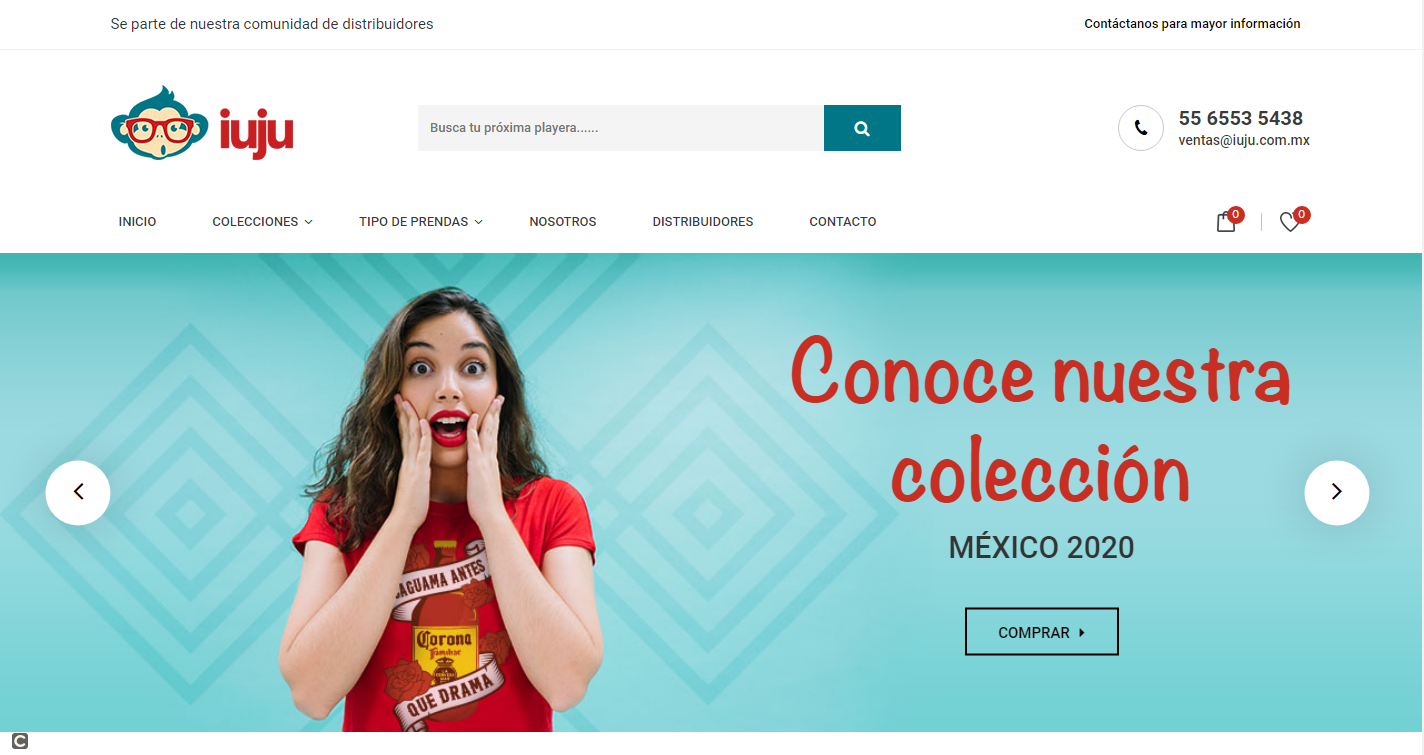 Se parte de nuestra comunidad de distribuidores
Contáctanos para mayor información
iuju
Busca tu próxima playera......
55 6553 5438
ventas@iuju.com.mx
INICIO
COLECCIONES
TIPO DE PRENDAS
NOSOTROS
DISTRIBUIDORES
CONTACTO
0
0
Conoce nuestra
colección
MÉXICO 2020
COMPRAR
CAGUAMA ANTES
Corona
Familiar
QUE DRAMA
C